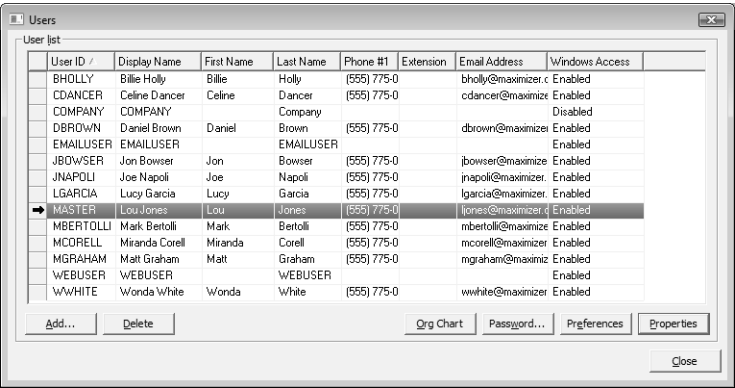 Users
User list
User ID / Display Name First Name Last Name Phone #1 Extension Email Address Windows Access
BHOLLY Billie Holly Billie Holly (555) 775-0 bholly@maximizer.c Enabled
CDANCER Celine Dancer Celine Dancer (555) 775-0 cdancer@maximize Enabled
COMPANY COMPANY Company Disabled
DBROWN Daniel Brown Daniel Brown (555) 775-0 dbrown@maximizer Enabled
EMAILUSER EMAILUSER EMAILUSER Enabled
JBOWSER Jon Bowser Jon Bowser (555) 775-0 jbowser@maximize Enabled
JNAPOLI Joe Napoli Joe Napoli (555) 775-0 jnapoli@maximizer. Enabled
LGARCIA Lucy Garcia Lucy Garcia (555) 775-0 lgarcia@maximizer. Enabled
MASTER Lou Jones Lou Jones (555) 775-0 ljones@maximizer.c Enabled
MBERTOLLI Mark Bertolli Mark Bertolli (555) 775-0 mbertolli@maximize Enabled
MCORELL Miranda Corell Miranda Corell (555) 775-0 mcorell@maximizer Enabled
MGRAHAM Matt Graham Matt Graham (555) 775-0 mgraham@maximiz Enabled
WEBUSER WEBUSER WEBUSER Enabled
WWHITE Wonda White Wonda White (555) 775-0 wwhite@maximizer Enabled
Add... Delete Org Chart Password... Preferences Properties
Close